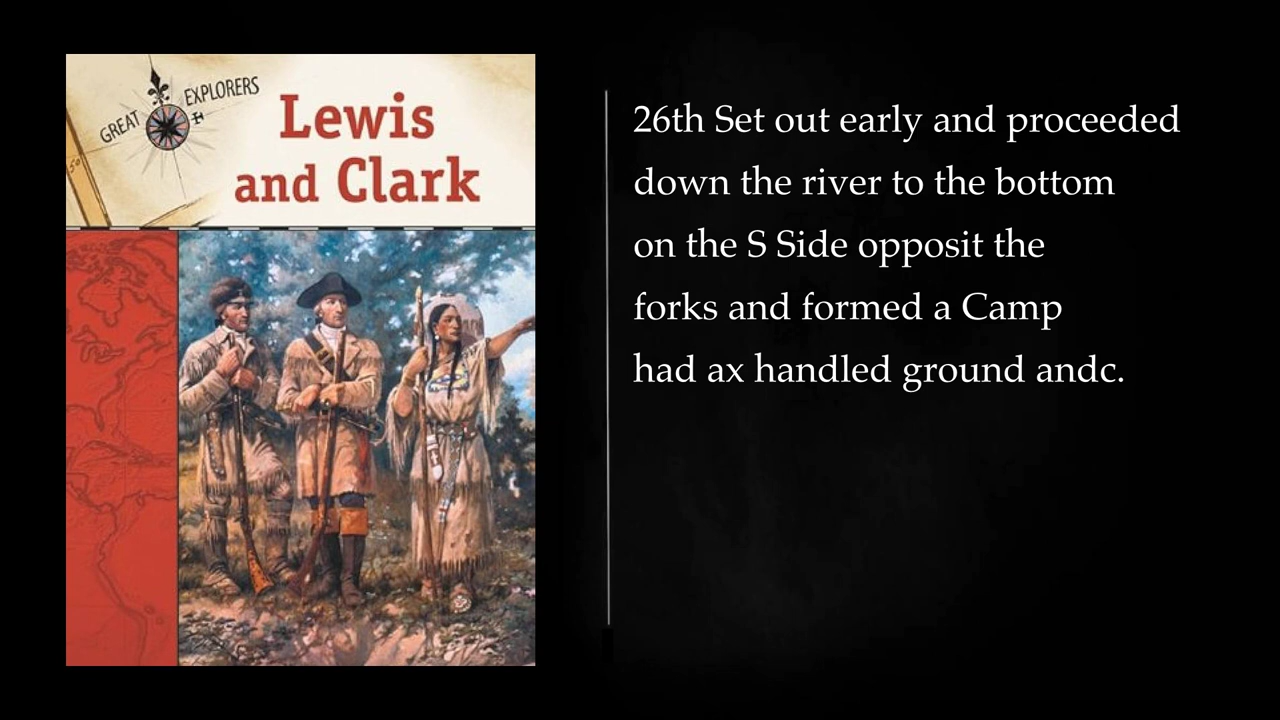 GREAT EXPLORERS
Lewis
and Clark
26th Set out early and proceeded
down the river to the bottom
on the S Side opposit the
forks and formed a Camp
had ax handled ground andc.